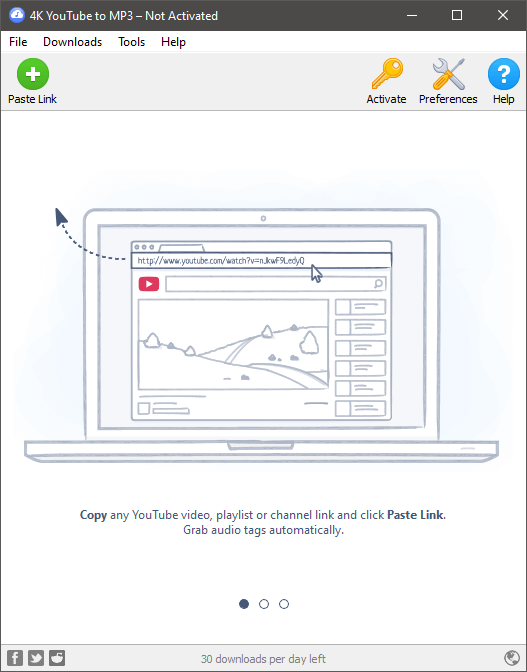 4K YouTube to MP3 – Not Activated
File Downloads Tools Help
Paste Link Activate Preferences Help
http://www.youtube.com/watch?v=nJkwF9LedyQ
Copy any YouTube video, playlist or channel link and click Paste Link.
Grab audio tags automatically.
30 downloads per day left